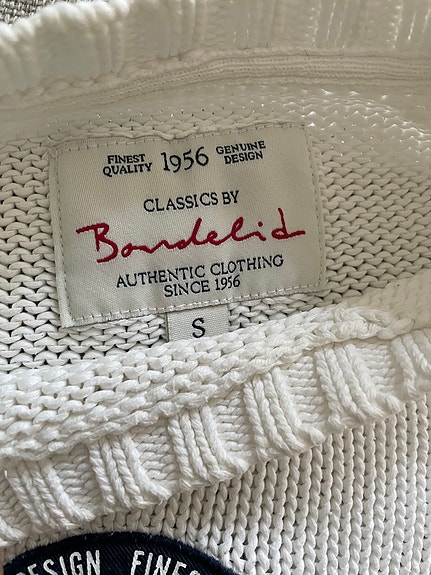 FINEST QUALITY 1956 GENUINE DESIGN
CLASSICS BY
Bondelid
AUTHENTIC CLOTHING
SINCE 1956
S
DESIGN FINES